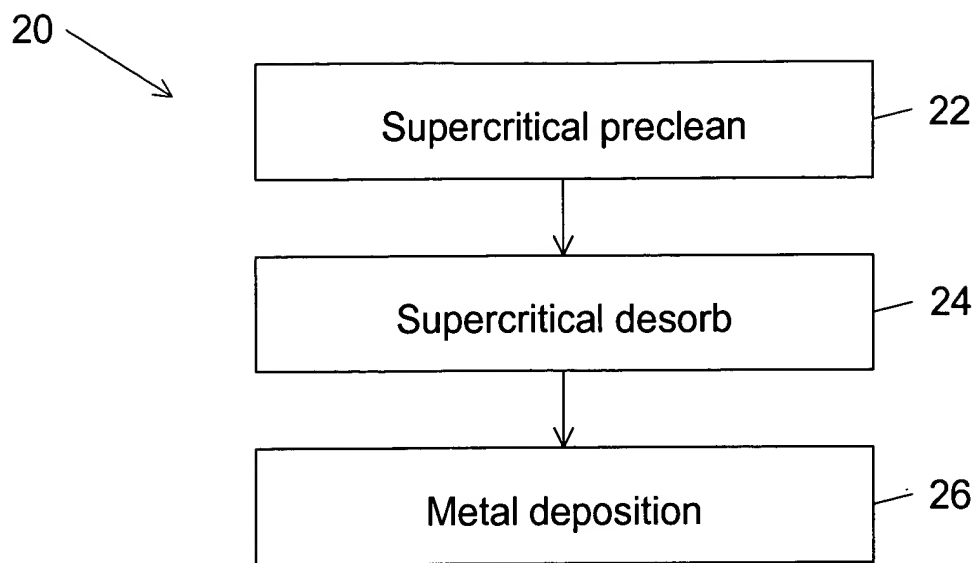 20
Supercritical preclean
22
Supercritical desorb
24
Metal deposition
26